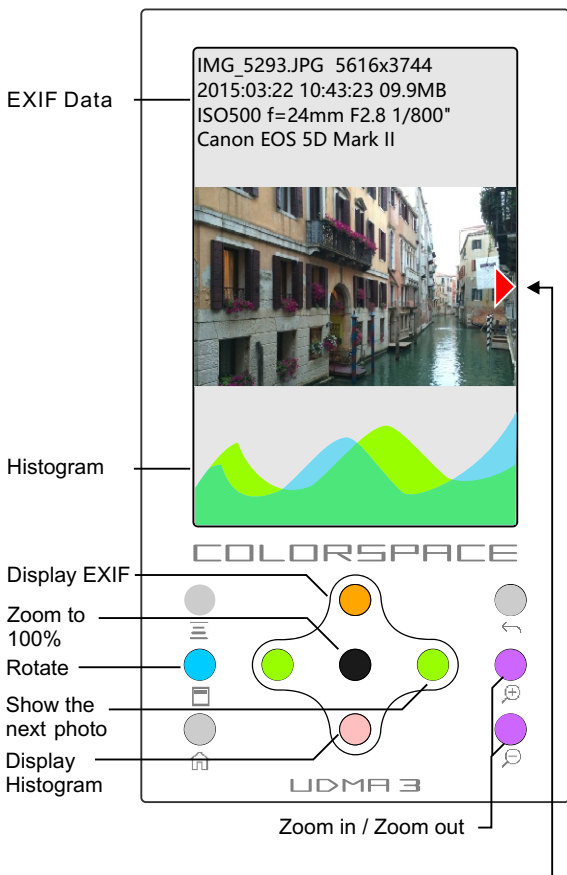 IMG_5293.JPG 5616x3744
2015:03:22 10:43:23 09.9MB
ISO500 f=24mm F2.8 1/800"
Canon EOS 5D Mark II
EXIF Data
Histogram
COLORSPACE
Display EXIF
Zoom to
100%
Rotate
Show the
next photo
Display
Histogram
UDMA 3
Zoom in / Zoom out